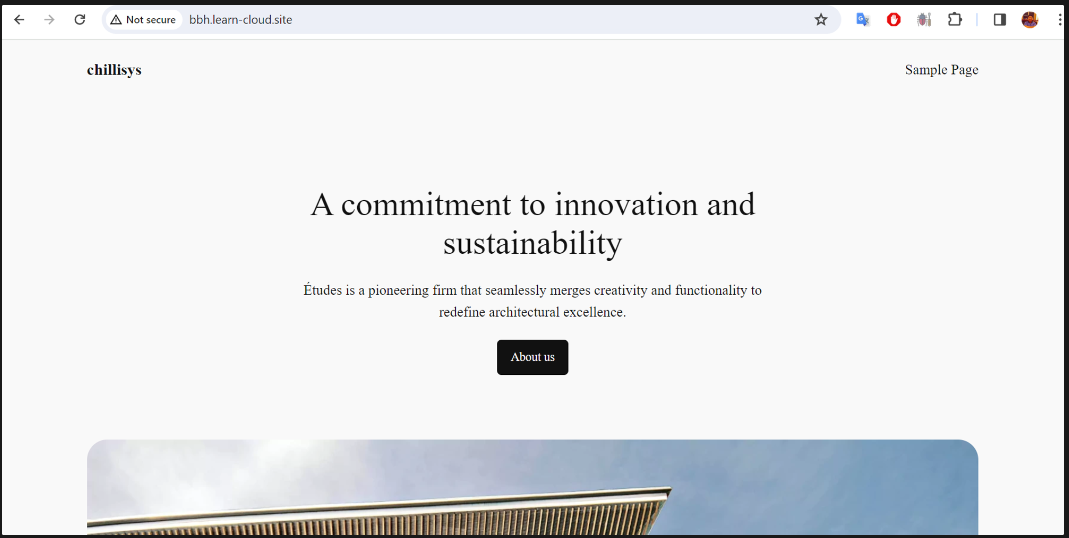 Not secure
bbh.learn-cloud.site
chillisys
Sample Page
A commitment to innovation and
sustainability
Études is a pioneering firm that seamlessly merges creativity and functionality to
redefine architectural excellence.
About us